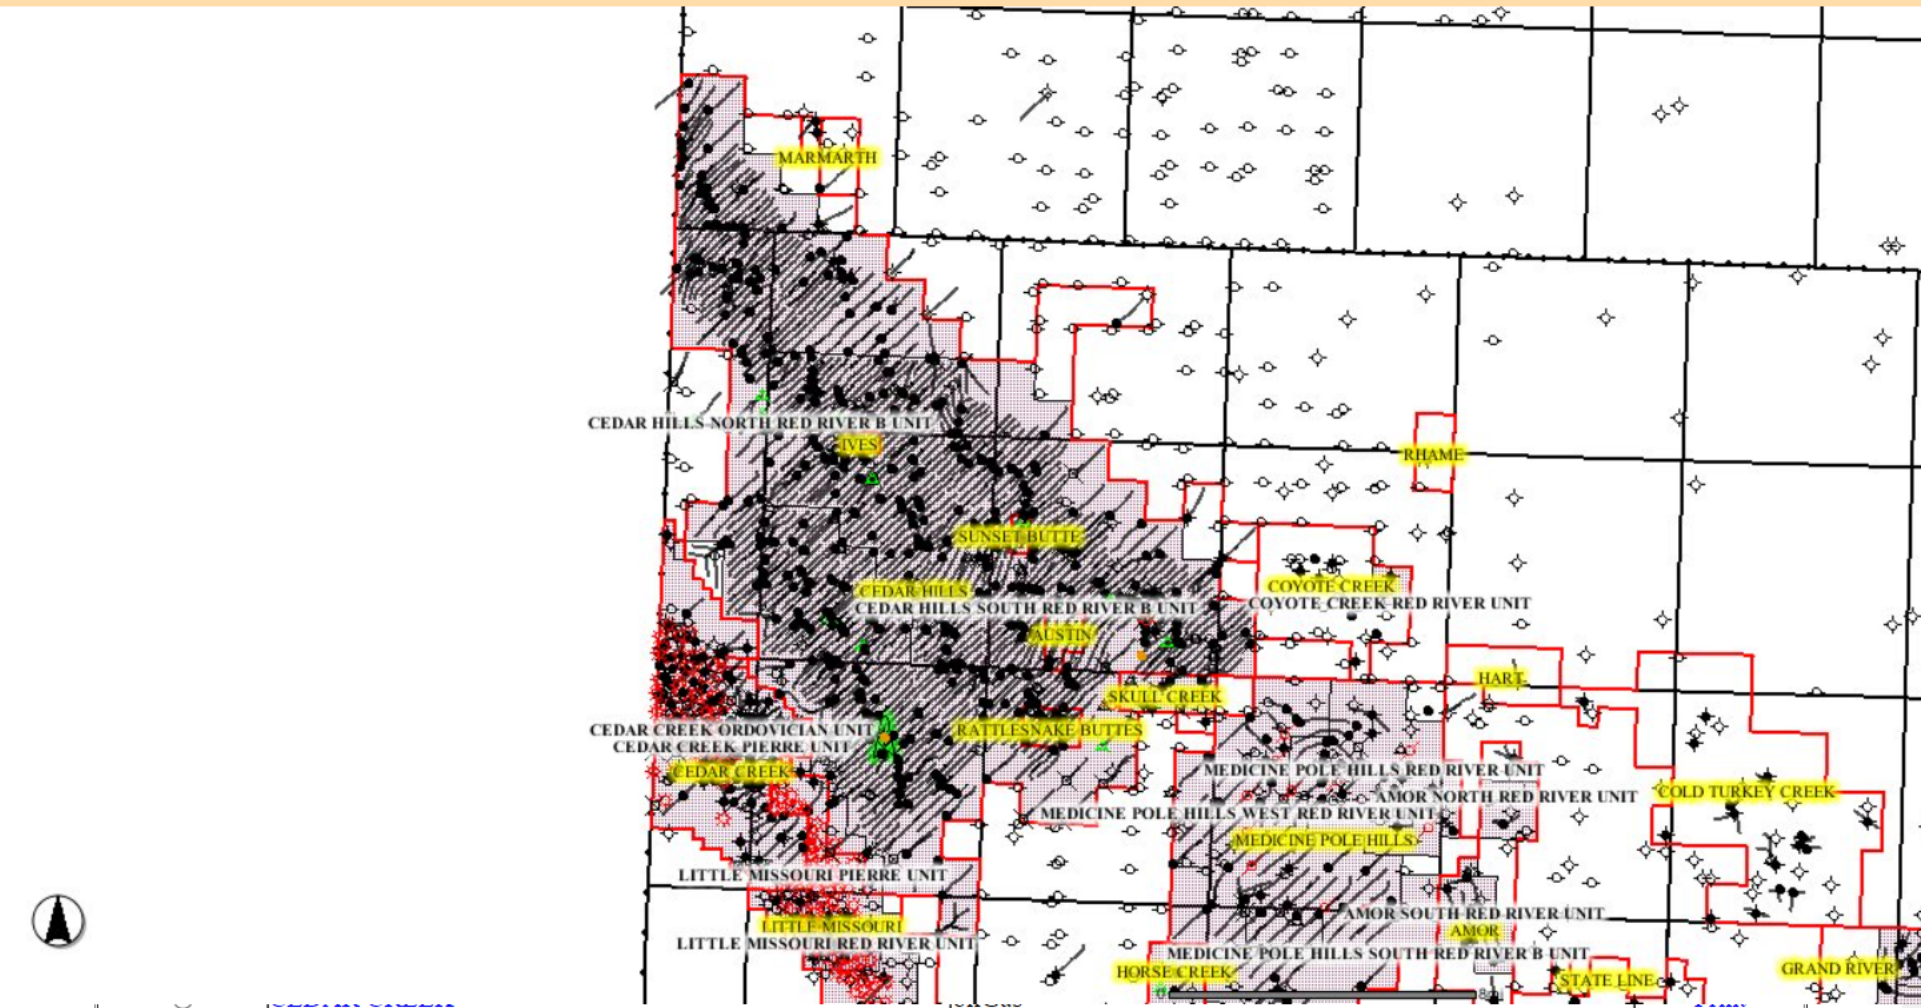 MARMARTH
CEDAR HILLS NORTH RED RIVER B UNIT
IVES
RHAME
SUNSET BUTTE
COYOTE CREEK
CEDAR HILLS
COYOTE CREEK RED RIVER UNIT
CEDAR HILLS SOUTH RED RIVER B UNIT
AUSTIN
HART
SKULL CREEK
CEDAR CREEK ORDOVICIAN UNIT
RATTLESNAKE BUTTES
CEDAR CREEK PIERRE UNIT
CEDAR CREEK
MEDICINE POLE HILLS RED RIVER UNIT
COLD TURKEY CREEK
AMOR NORTH RED RIVER UNIT
MEDICINE POLE HILLS WEST RED RIVER UNIT
MEDICINE POLE HILLS
LITTLE MISSOURI PIERRE UNIT
AMOR SOUTH RED RIVER UNIT
LITTLE MISSOURI
AMOR
LITTLE MISSOURI RED RIVER UNIT
MEDICINE POLE HILLS SOUTH RED RIVER B UNIT
HORSE CREEK
GRAND RIVER
STATE LINE